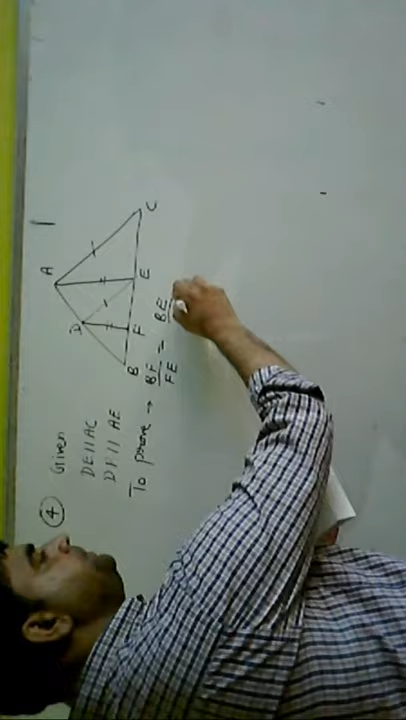 ④ Given
DE || AC
DF || AE
To prove → BF/FE = BE/
A
D
B
F
E
C